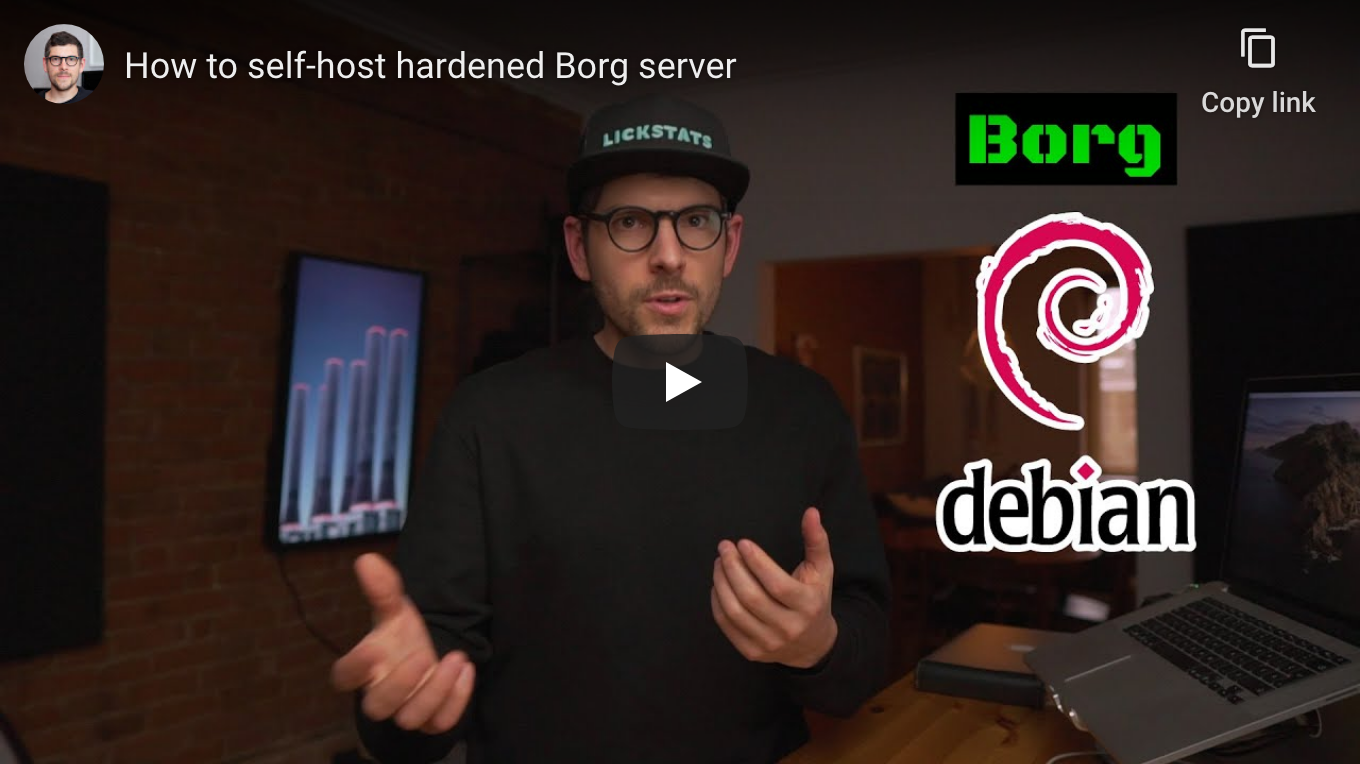 How to self-host hardened Borg server
Copy link
LICKSTATS
Borg
debian